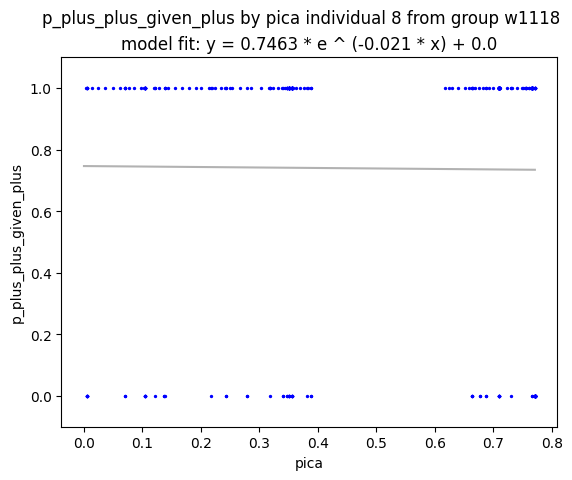 p_plus_plus_given_plus by pica individual 8 from group w1118
model fit: y = 0.7463 * e ^ (-0.021 * x) + 0.0
1.0
0.8
0.6
0.4
0.2
0.0
p_plus_plus_given_plus
0.0 0.1 0.2 0.3 0.4 0.5 0.6 0.7 0.8
pica